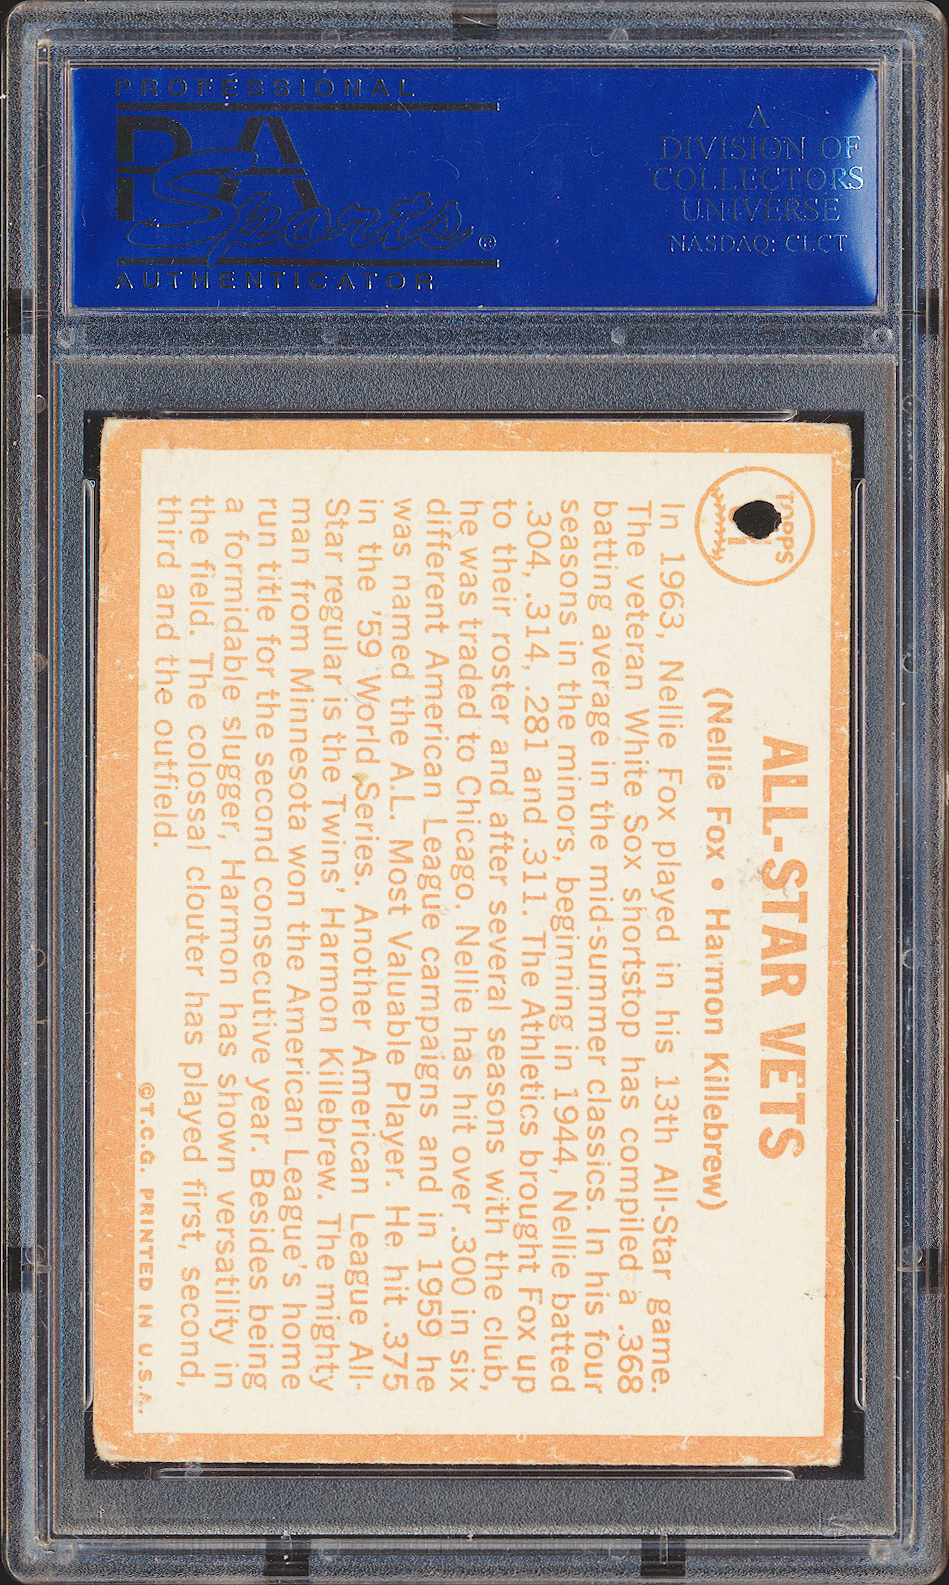 PROFESSIONAL
PSA
Sports®
AUTHENTICATOR
A
DIVISION OF
COLLECTORS
UNIVERSE
NASDAQ: CLCT
TOPPS
ALL-STAR VETS
(Nellie Fox • Harmon Killebrew)
In 1963, Nellie Fox played in his 13th All-Star game.
The veteran White Sox shortstop has compiled a .368
batting average in the mid-summer classics. In his four
seasons in the minors, beginning in 1944, Nellie batted
.304, .314, .281 and .311. The Athletics brought Fox up
to their roster and after several seasons with the club,
he was traded to Chicago. Nellie has hit over .300 in six
different American League campaigns and in 1959 he
was named the A.L. Most Valuable Player. He hit .375
in the '59 World Series. Another American League All-
Star regular is the Twins' Harmon Killebrew. The mighty
man from Minnesota won the American League's home
run title for the second consecutive year. Besides being
a formidable slugger, Harmon has shown versatility in
the field. The colossal clouter has played first, second,
third and the outfield.
©T.C.G. PRINTED IN U.S.A.